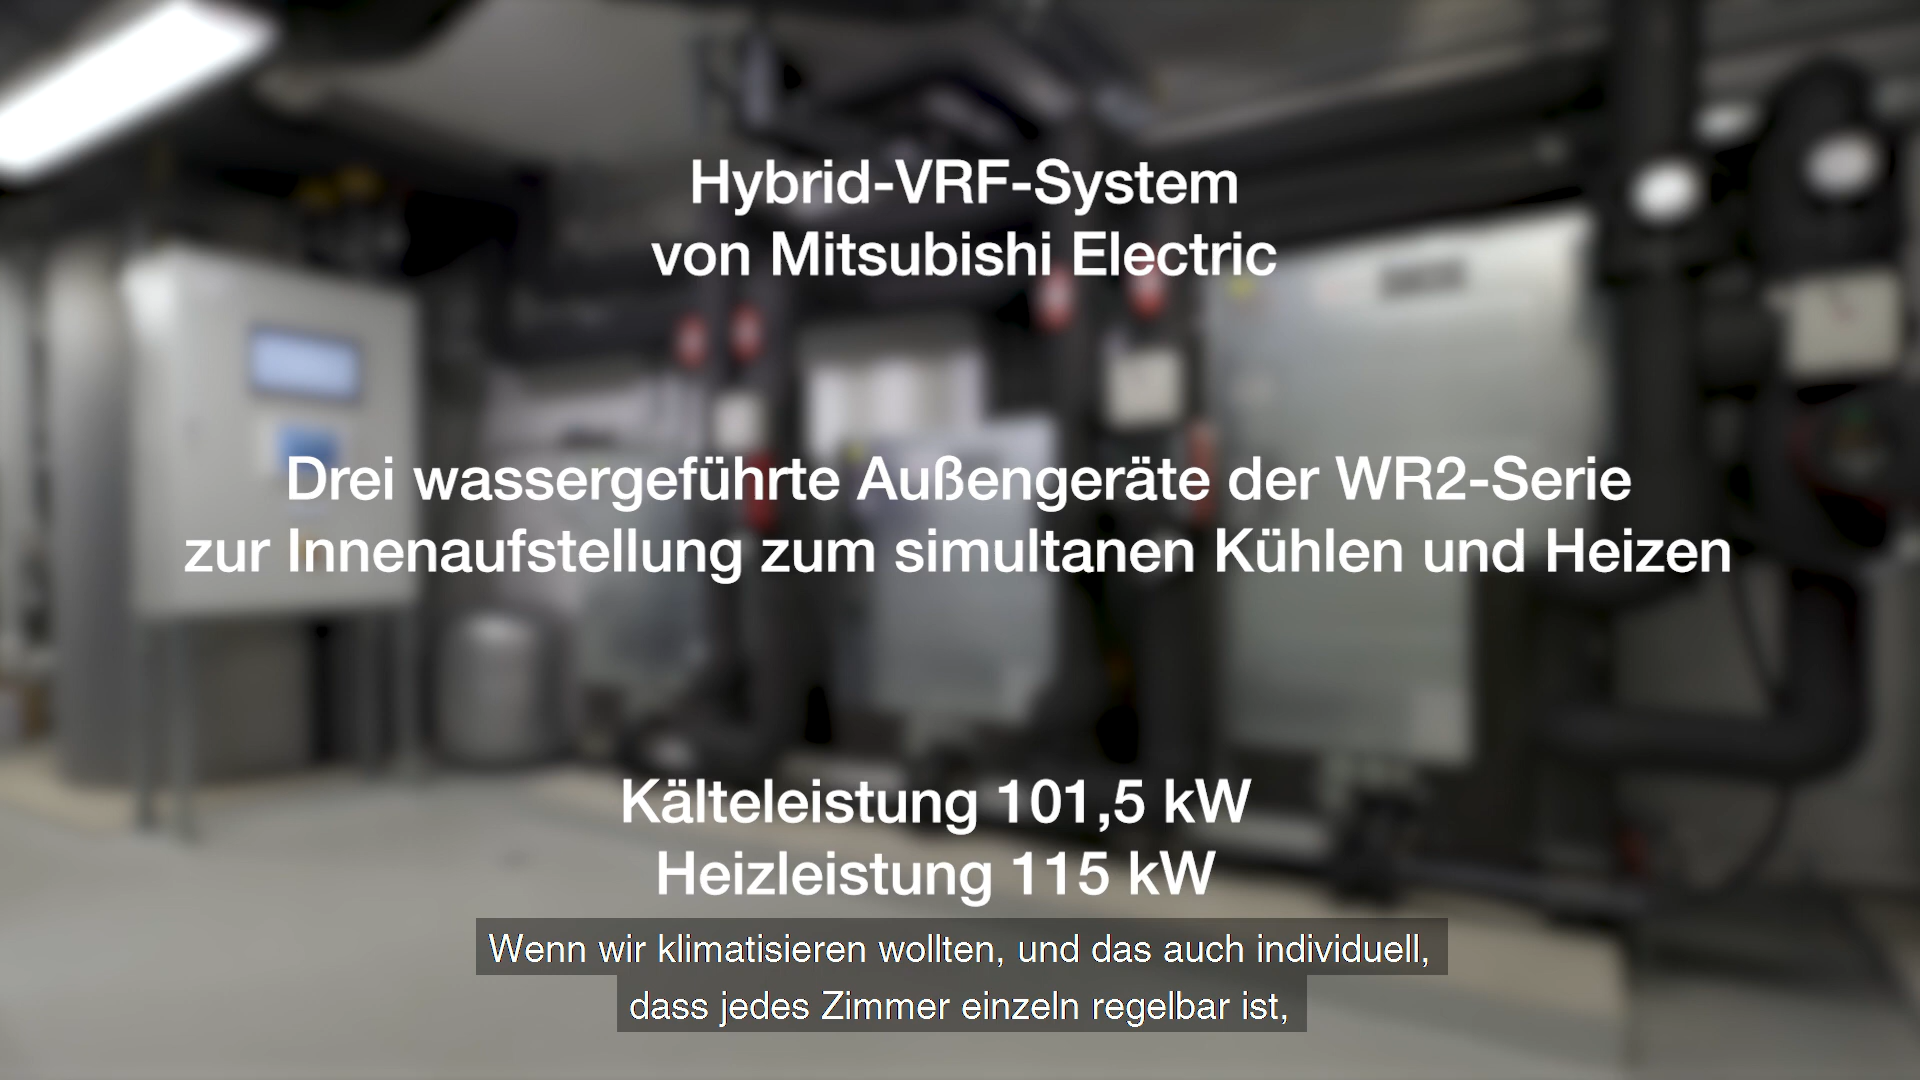 Hybrid-VRF-System
von Mitsubishi Electric
Drei wassergeführte Außengeräte der WR2-Serie
zur Innenaufstellung zum simultanen Kühlen und Heizen
Kälteleistung 101,5 kW
Heizleistung 115 kW
Wenn wir klimatisieren wollten, und das auch individuell,
dass jedes Zimmer einzeln regelbar ist,